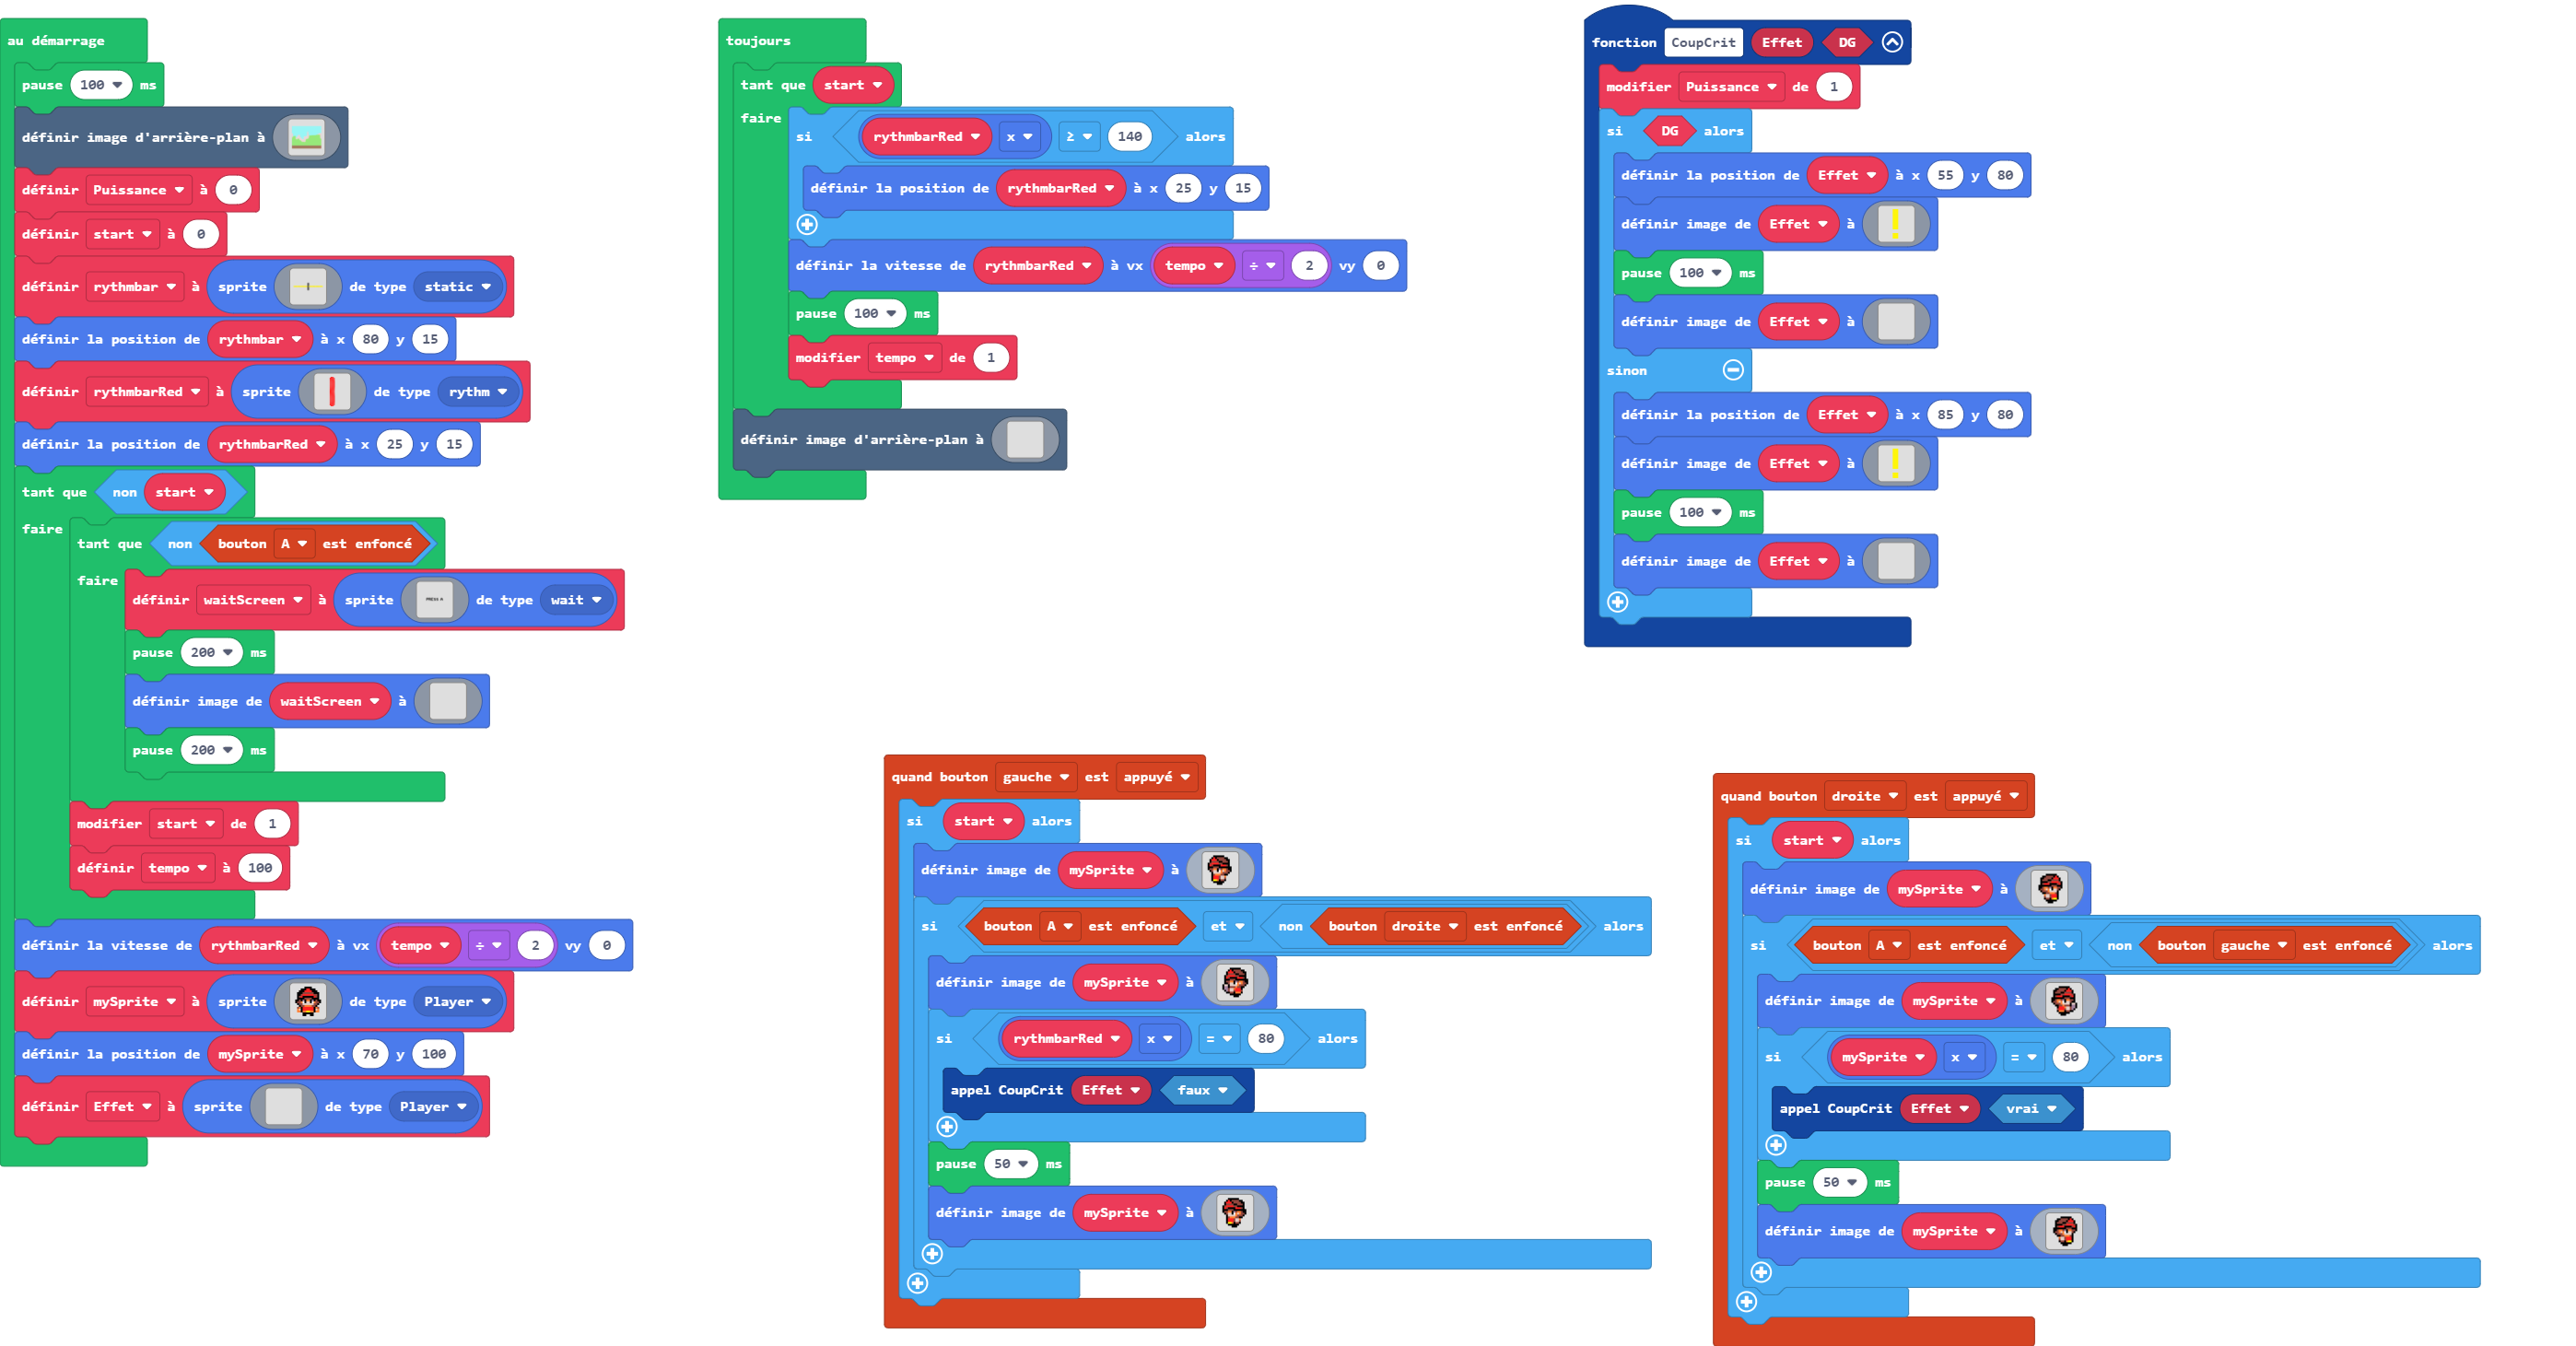 au démarrage
pause 100 ms
définir image d'arrière-plan à
définir Puissance à 0
définir start à 0
définir rythmbar à sprite de type static
définir la position de rythmbar à x 80 y 15
définir rythmbarRed à sprite de type rythm
définir la position de rythmbarRed à x 25 y 15
tant que non start
faire
tant que non bouton A est enfoncé
faire
définir waitScreen à sprite PRESS A de type wait
pause 200 ms
définir image de waitScreen à
pause 200 ms
modifier start de 1
définir tempo à 100
définir la vitesse de rythmbarRed à vx tempo ÷ 2 vy 0
définir mySprite à sprite de type Player
définir la position de mySprite à x 70 y 100
définir Effet à sprite de type Player
toujours
tant que start
faire
si rythmbarRed x ≥ 140 alors
définir la position de rythmbarRed à x 25 y 15
définir la vitesse de rythmbarRed à vx tempo ÷ 2 vy 0
pause 100 ms
modifier tempo de 1
définir image d'arrière-plan à
fonction CoupCrit Effet DG
modifier Puissance de 1
si DG alors
définir la position de Effet à x 55 y 80
définir image de Effet à
pause 100 ms
définir image de Effet à
sinon
définir la position de Effet à x 85 y 80
définir image de Effet à
pause 100 ms
définir image de Effet à
quand bouton gauche est appuyé
si start alors
définir image de mySprite à
si bouton A est enfoncé et non bouton droite est enfoncé alors
définir image de mySprite à
si rythmbarRed x = 80 alors
appel CoupCrit Effet faux
pause 50 ms
définir image de mySprite à
quand bouton droite est appuyé
si start alors
définir image de mySprite à
si bouton A est enfoncé et non bouton gauche est enfoncé alors
définir image de mySprite à
si mySprite x = 80 alors
appel CoupCrit Effet vrai
pause 50 ms
définir image de mySprite à